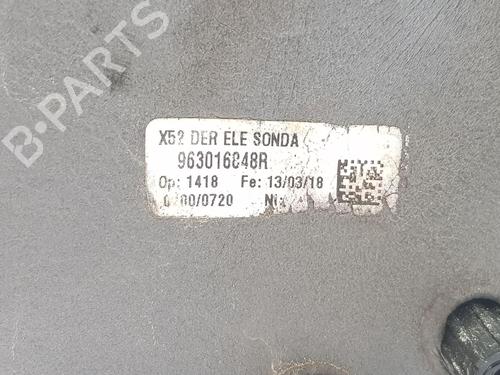 B-PARTS
X52 DER ELE SONDA
963016848R
Op: 1418 Fe: 13/03/18